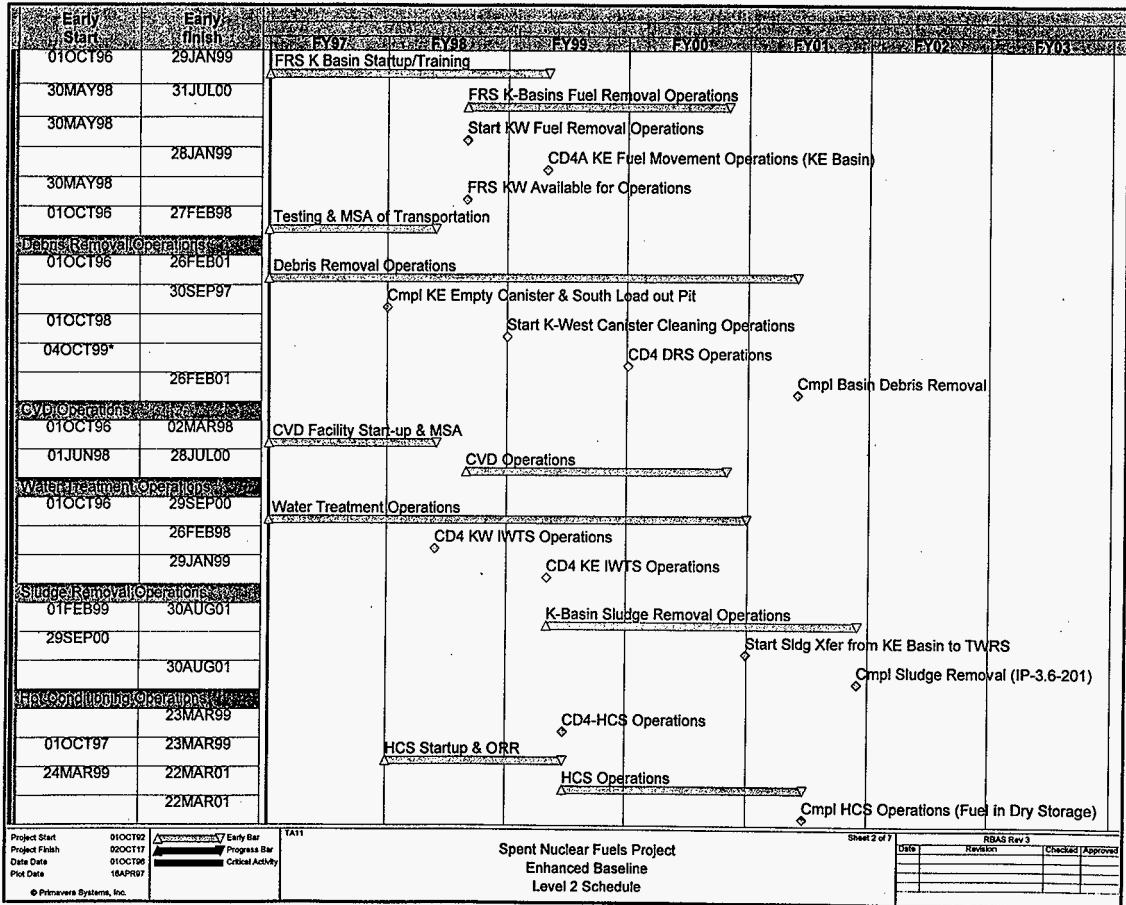 Early Start Early finish
FY97 FY98 FY99 FY00 FY01 FY02 FY03
01OCT96 29JAN99 FRS K Basin Startup/Training
30MAY98 31JUL00 FRS K-Basins Fuel Removal Operations
30MAY98 Start KW Fuel Removal Operations
28JAN99 CD4A KE Fuel Movement Operations (KE Basin)
30MAY98 FRS KW Available for Operations
01OCT96 27FEB98 Testing & MSA of Transportation
Debris Removal Operations
01OCT96 26FEB01 Debris Removal Operations
30SEP97 Cmpl KE Empty Canister & South Load out Pit
01OCT98 Start K-West Canister Cleaning Operations
04OCT99* CD4 DRS Operations
26FEB01 Cmpl Basin Debris Removal
CVD Operations
01OCT96 02MAR98 CVD Facility Start-up & MSA
01JUN98 28JUL00 CVD Operations
Water Treatment Operations
01OCT96 29SEP00 Water Treatment Operations
26FEB98 CD4 KW IWTS Operations
29JAN99 CD4 KE IWTS Operations
Sludge Removal Operations
01FEB99 30AUG01 K-Basin Sludge Removal Operations
29SEP00 Start Sldg Xfer from KE Basin to TWRS
30AUG01 Cmpl Sludge Removal (IP-3.6-201)
Hot Conditioning Operations
23MAR99 CD4-HCS Operations
01OCT97 23MAR99 HCS Startup & ORR
24MAR99 22MAR01 HCS Operations
22MAR01 Cmpl HCS Operations (Fuel in Dry Storage)
Project Start 01OCT92 Early Bar
Project Finish 02OCT17 Progress Bar
Data Date 01OCT96 Critical Activity
Plot Date 16APR97
© Primavera Systems, Inc.
TA11
Spent Nuclear Fuels Project
Enhanced Baseline
Level 2 Schedule
Sheet 2 of 7
RBAS Rev 3
Date Revision Checked Approved